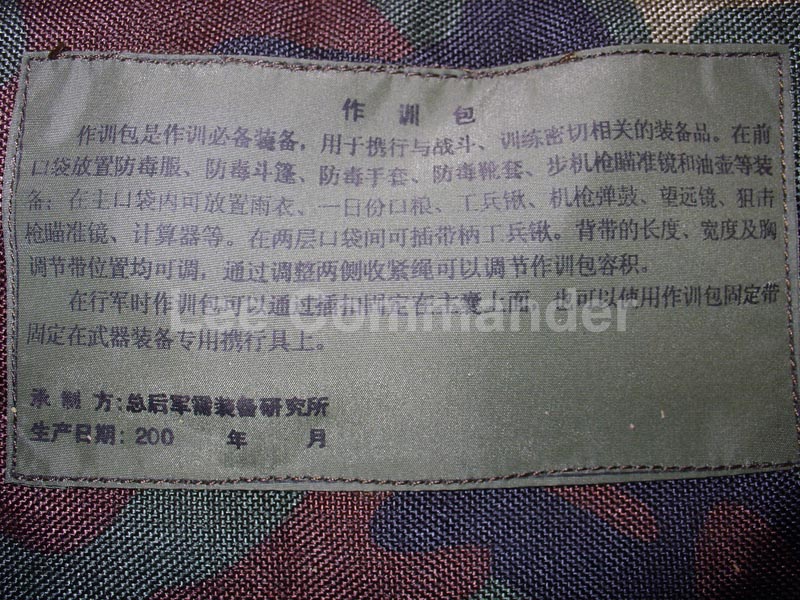 作 训 包
作训包是作训必备装备，用于携行与战斗、训练密切相关的装备品。在前
口袋放置防毒服、防毒斗篷、防毒手套、防毒靴套、步机枪瞄准镜和油壶等装
备；在主口袋内可放置雨衣、一日份口粮、工兵锹、机枪弹鼓、望远镜、狙击
枪瞄准镜、计算器等。在两层口袋间可插带柄工兵锹。背带的长度、宽度及胸
调节带位置均可调，通过调整两侧收紧绳可以调节作训包容积。
在行军时作训包可以通过插扣固定在主囊上面，也可以使用作训包固定带
固定在武器装备专用携行具上。
承 制 方：总后军需装备研究所
生产日期：200 年 月
Commander